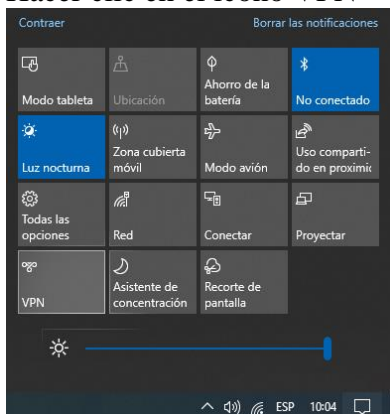 Hacer clic en el icono VPN
Contraer Borrar las notificaciones
Modo tableta
Ubicación
Ahorro de la
batería
No conectado
Luz nocturna
Zona cubierta
móvil
Modo avión
Uso comparti-
do en proximic
Todas las
opciones
Red
Conectar
Proyectar
VPN
Asistente de
concentración
Recorte de
pantalla
ESP 10:04